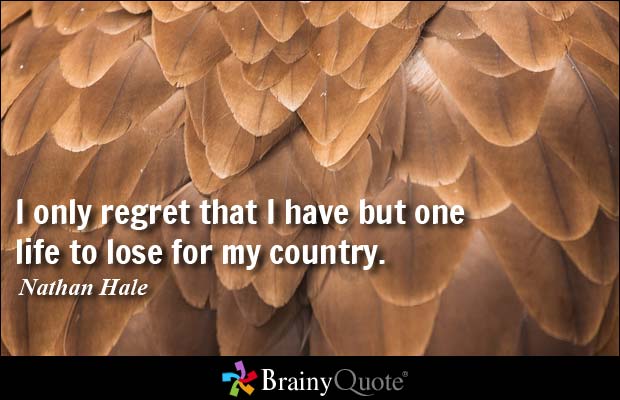 I only regret that I have but one
life to lose for my country.
Nathan Hale
BrainyQuote®